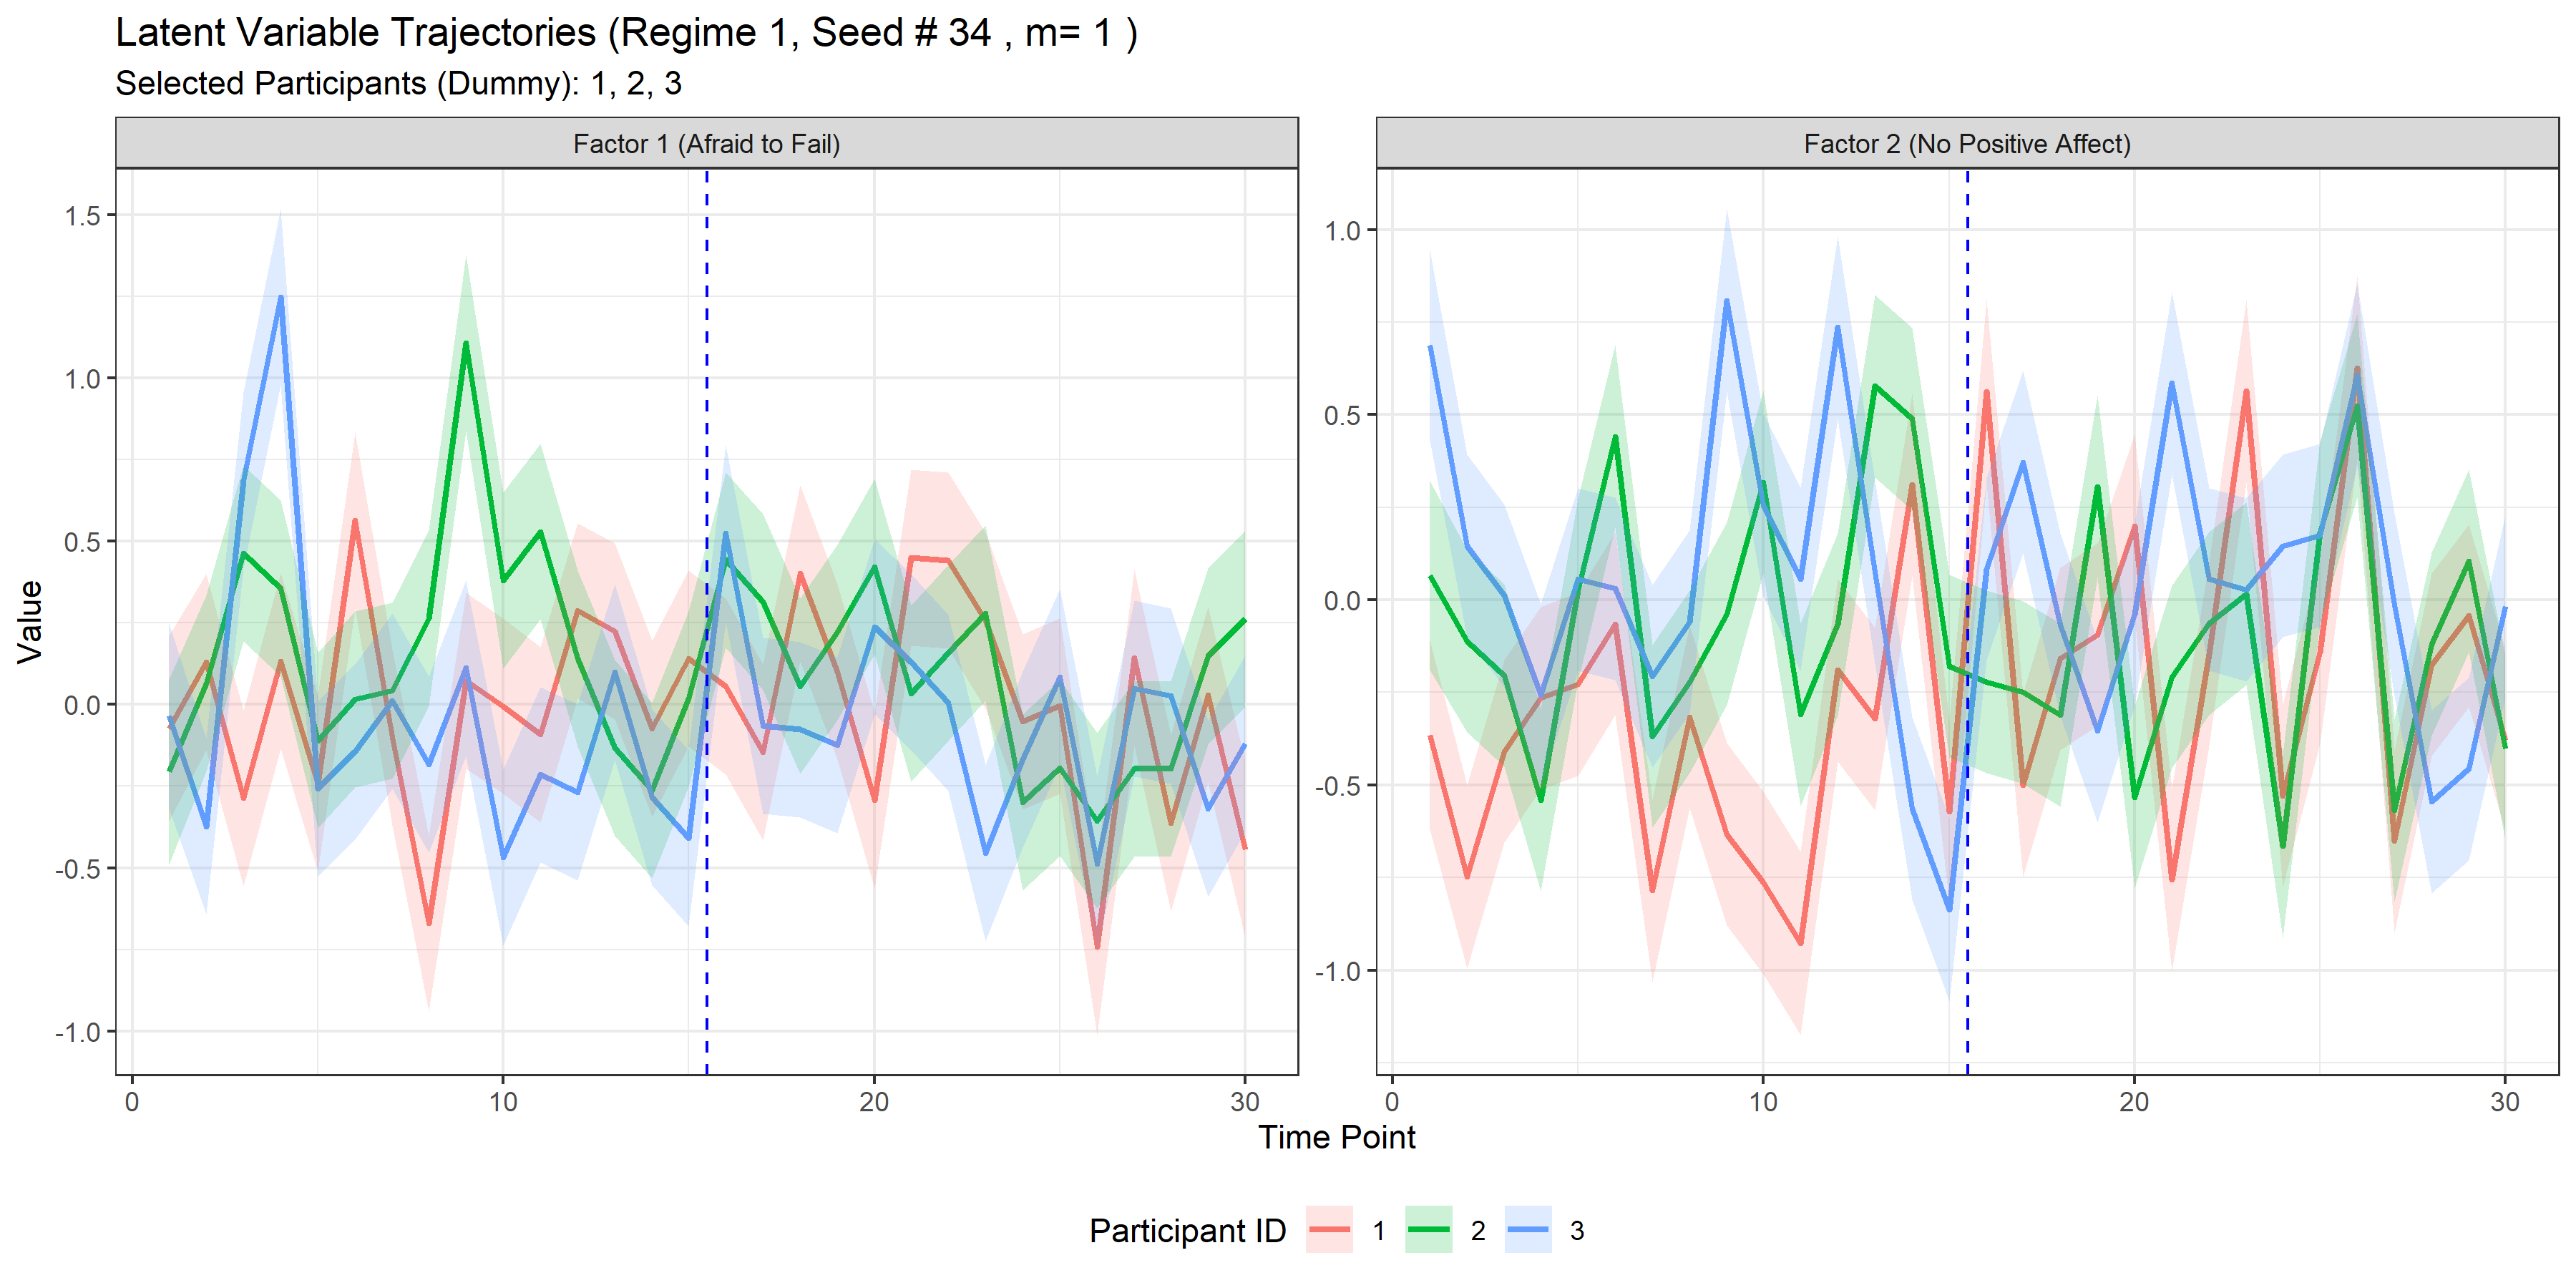 Latent Variable Trajectories (Regime 1, Seed # 34 , m= 1 )
Selected Participants (Dummy): 1, 2, 3
Factor 1 (Afraid to Fail)
Factor 2 (No Positive Affect)
Value
1.5
1.0
0.5
0.0
-0.5
-1.0
1.0
0.5
0.0
-0.5
-1.0
0 10 20 30
0 10 20 30
Time Point
Participant ID 1 2 3